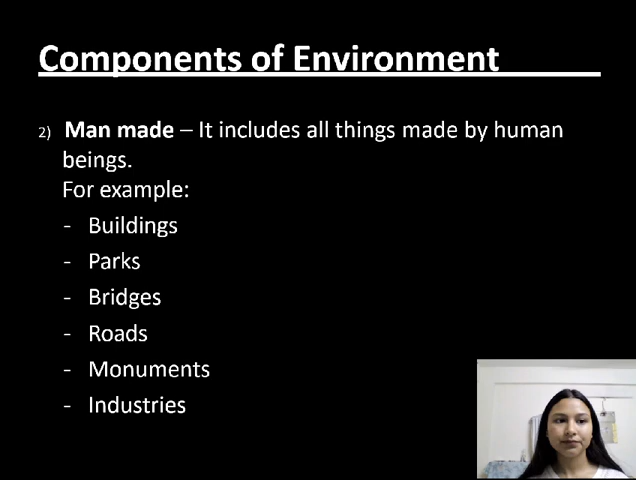 Components of Environment
2) Man made – It includes all things made by human
beings.
For example:
- Buildings
- Parks
- Bridges
- Roads
- Monuments
- Industries